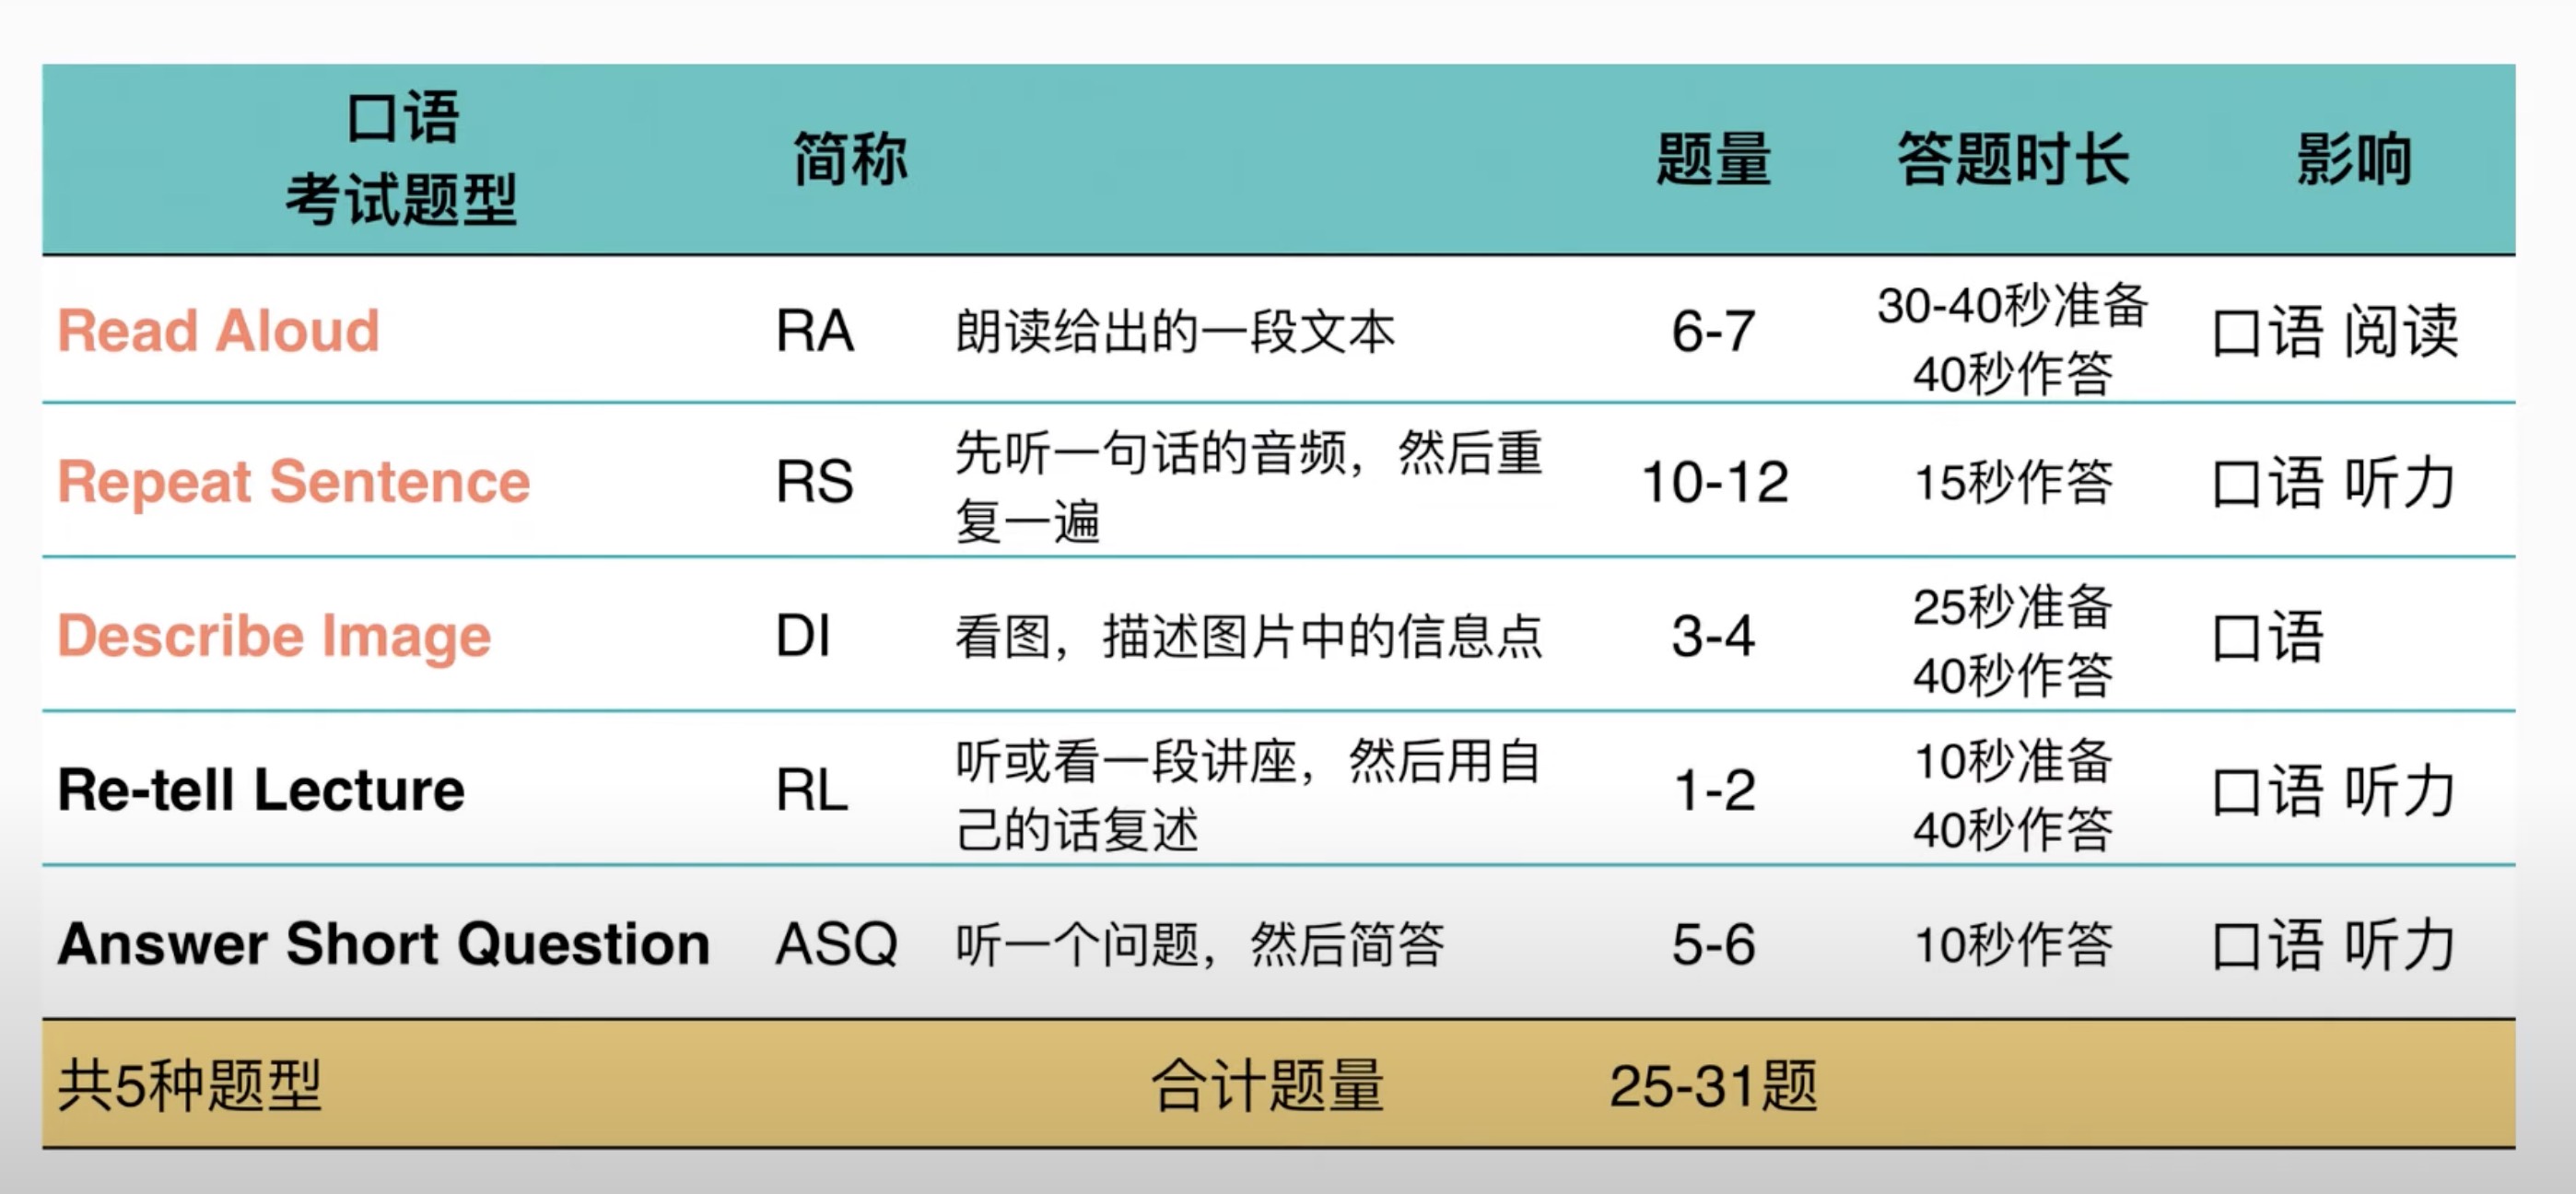 口语
考试题型
简称
题量
答题时长
影响
Read Aloud
RA
朗读给出的一段文本
6-7
30-40秒准备
40秒作答
口语 阅读
Repeat Sentence
RS
先听一句话的音频，然后重
复一遍
10-12
15秒作答
口语 听力
Describe Image
DI
看图，描述图片中的信息点
3-4
25秒准备
40秒作答
口语
Re-tell Lecture
RL
听或看一段讲座，然后用自
己的话复述
1-2
10秒准备
40秒作答
口语 听力
Answer Short Question
ASQ
听一个问题，然后简答
5-6
10秒作答
口语 听力
共5种题型
合计题量
25-31题